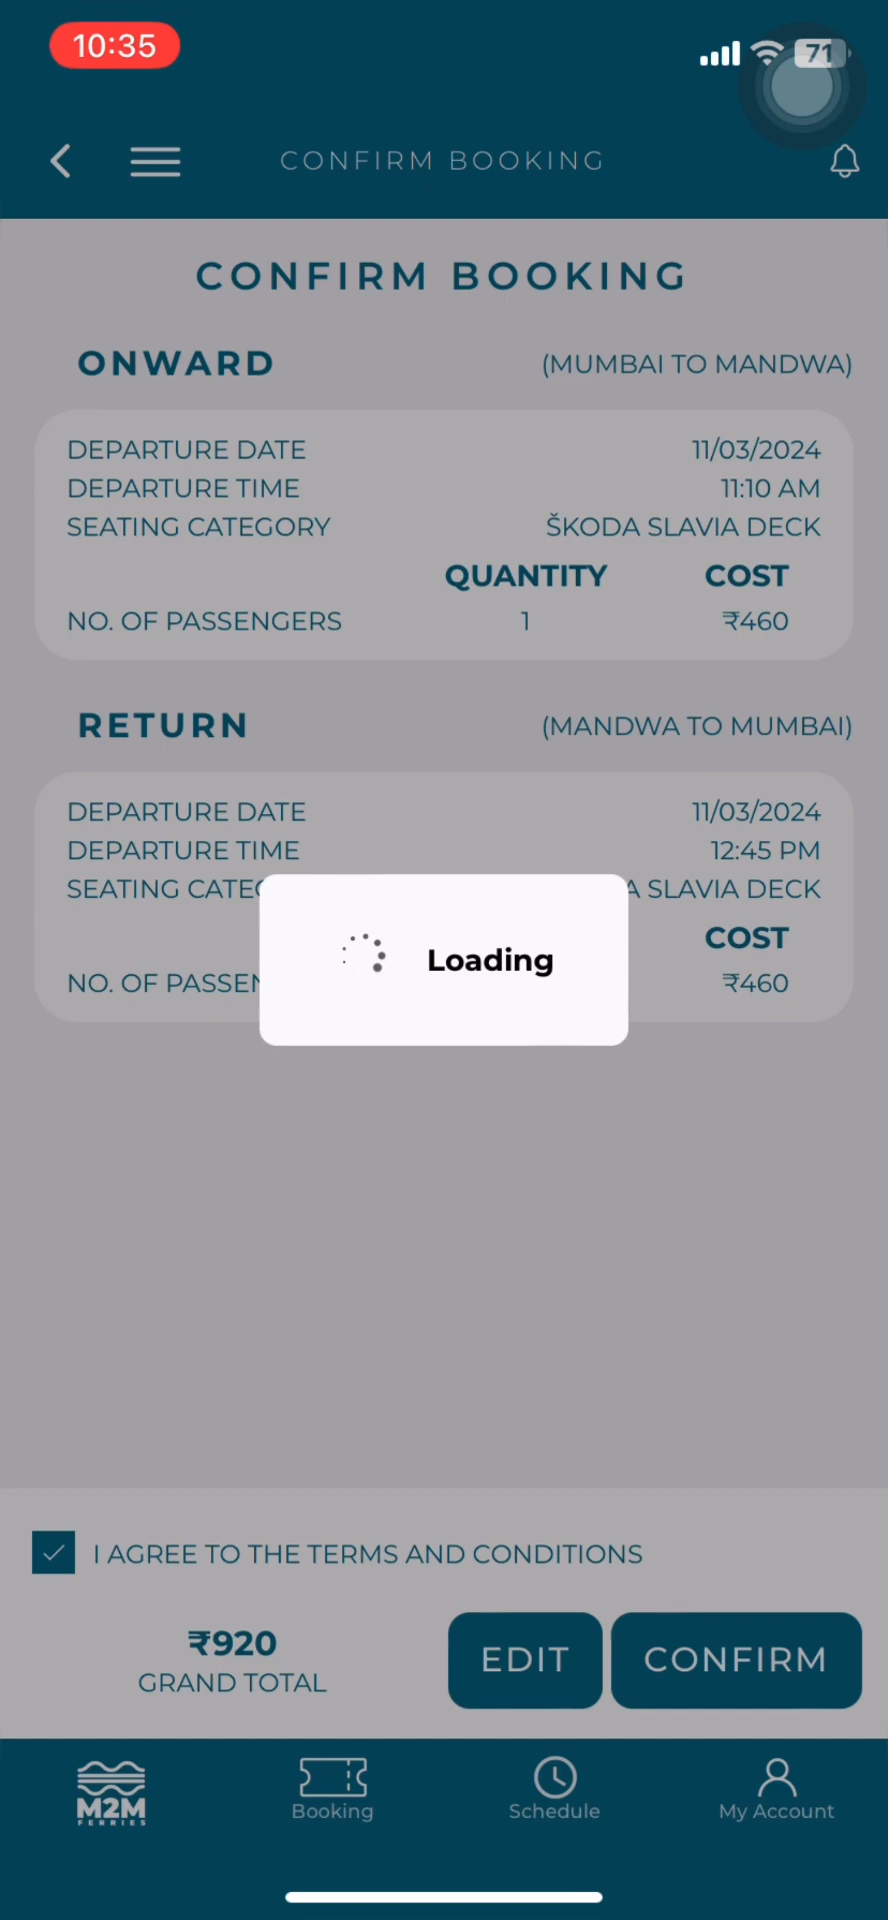 10:35
71
CONFIRM BOOKING
CONFIRM BOOKING
ONWARD (MUMBAI TO MANDWA)
DEPARTURE DATE 11/03/2024
DEPARTURE TIME 11:10 AM
SEATING CATEGORY ŠKODA SLAVIA DECK
QUANTITY COST
NO. OF PASSENGERS 1 ₹460
RETURN (MANDWA TO MUMBAI)
DEPARTURE DATE 11/03/2024
DEPARTURE TIME 12:45 PM
SEATING SLAVIA DECK
COST
NO. OF ₹460
Loading
I AGREE TO THE TERMS AND CONDITIONS
₹920
GRAND TOTAL
EDIT CONFIRM
M2M
FERRIES
Booking
Schedule
My Account